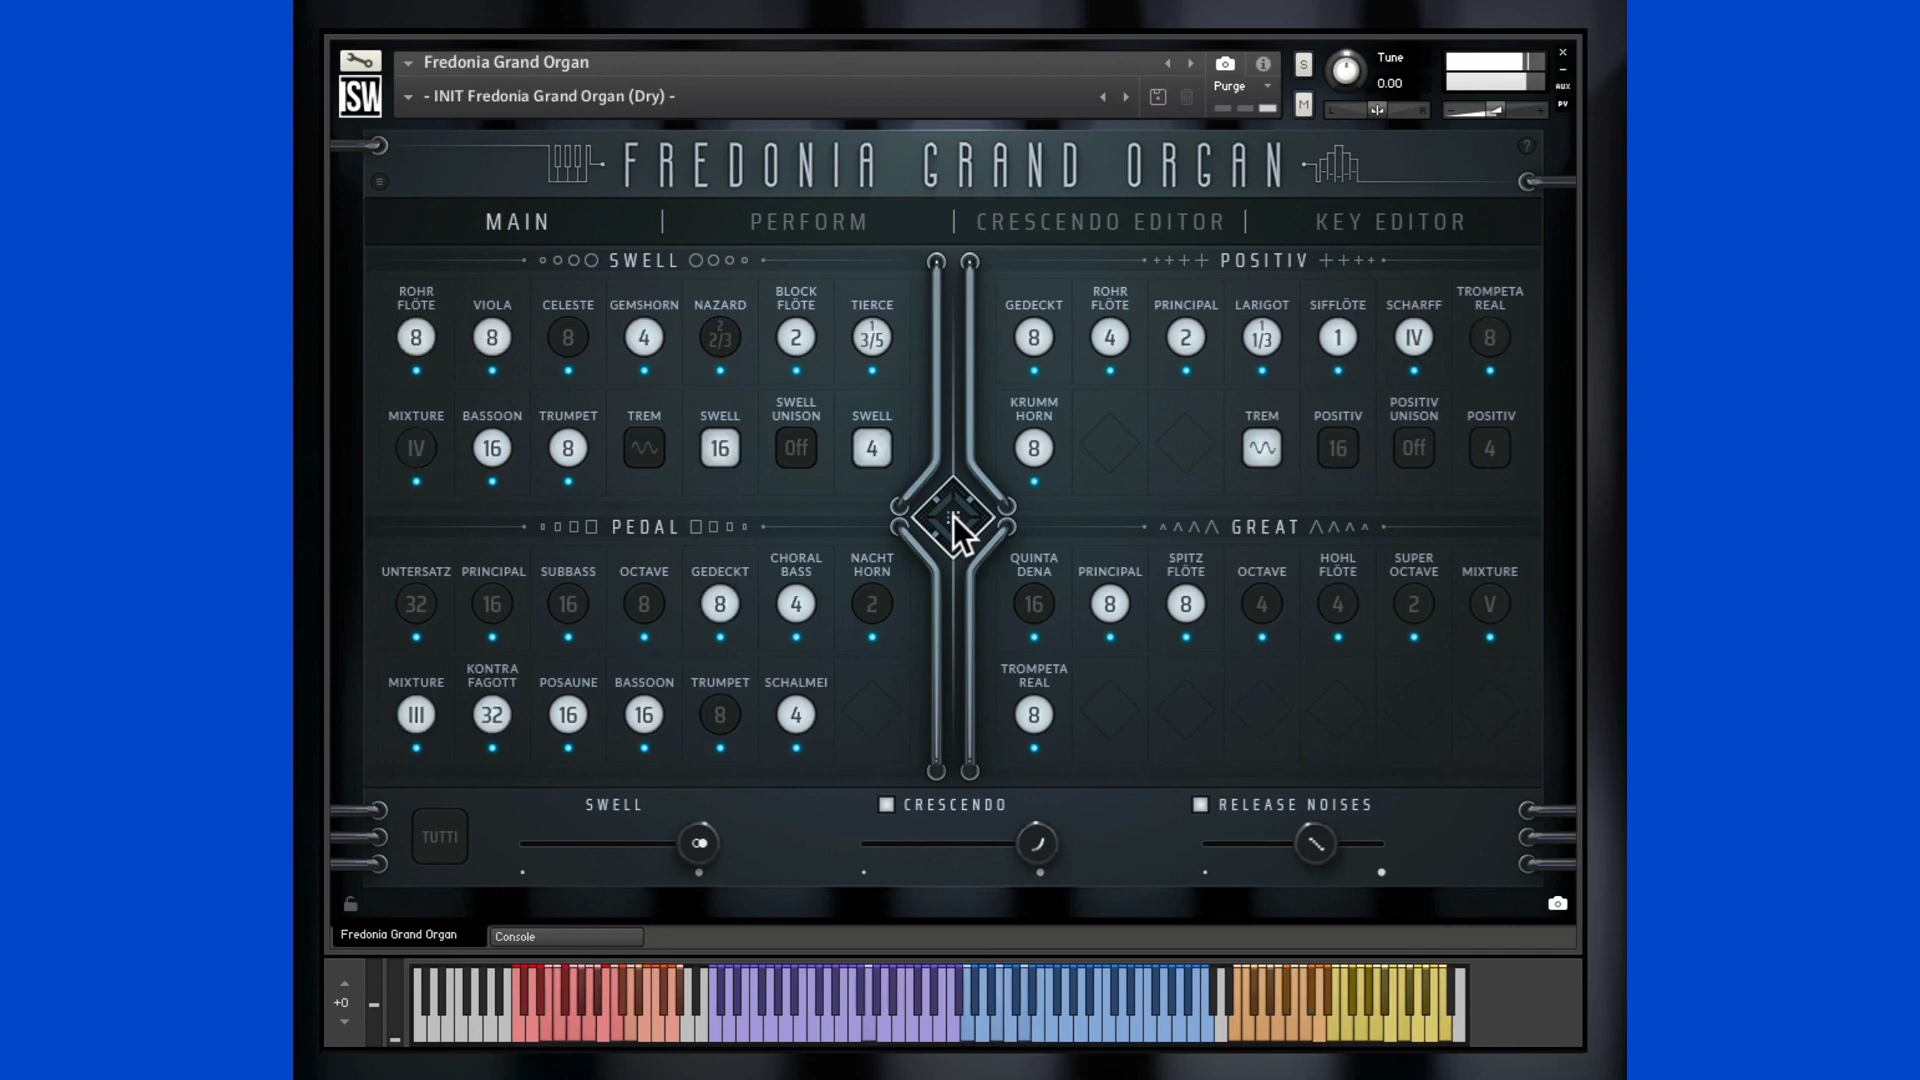 Fredonia Grand Organ
- INIT Fredonia Grand Organ (Dry) -
ISW
Purge
S
M
Tune
0.00
L R
AUX
PV
FREDONIA GRAND ORGAN
?
MAIN PERFORM CRESCENDO EDITOR KEY EDITOR
SWELL
ROHR FLÖTE VIOLA CELESTE GEMSHORN NAZARD BLOCK FLÖTE TIERCE
8 8 8 4 2 2/3 2 1 3/5
MIXTURE BASSOON TRUMPET TREM SWELL SWELL UNISON SWELL
IV 16 8 16 Off 4
POSITIV
GEDECKT ROHR FLÖTE PRINCIPAL LARIGOT SIFFLÖTE SCHARFF TROMPETA REAL
8 4 2 1 1/3 1 IV 8
KRUMM HORN TREM POSITIV POSITIV UNISON POSITIV
8 16 Off 4
PEDAL
UNTERSATZ PRINCIPAL SUBBASS OCTAVE GEDECKT CHORAL BASS NACHT HORN
32 16 16 8 8 4 2
MIXTURE KONTRA FAGOTT POSAUNE BASSOON TRUMPET SCHALMEI
III 32 16 16 8 4
GREAT
QUINTA DENA PRINCIPAL SPITZ FLÖTE OCTAVE HOHL FLÖTE SUPER OCTAVE MIXTURE
16 8 8 4 4 2 V
TROMPETA REAL
8
TUTTI
SWELL CRESCENDO RELEASE NOISES
Fredonia Grand Organ Console
+0